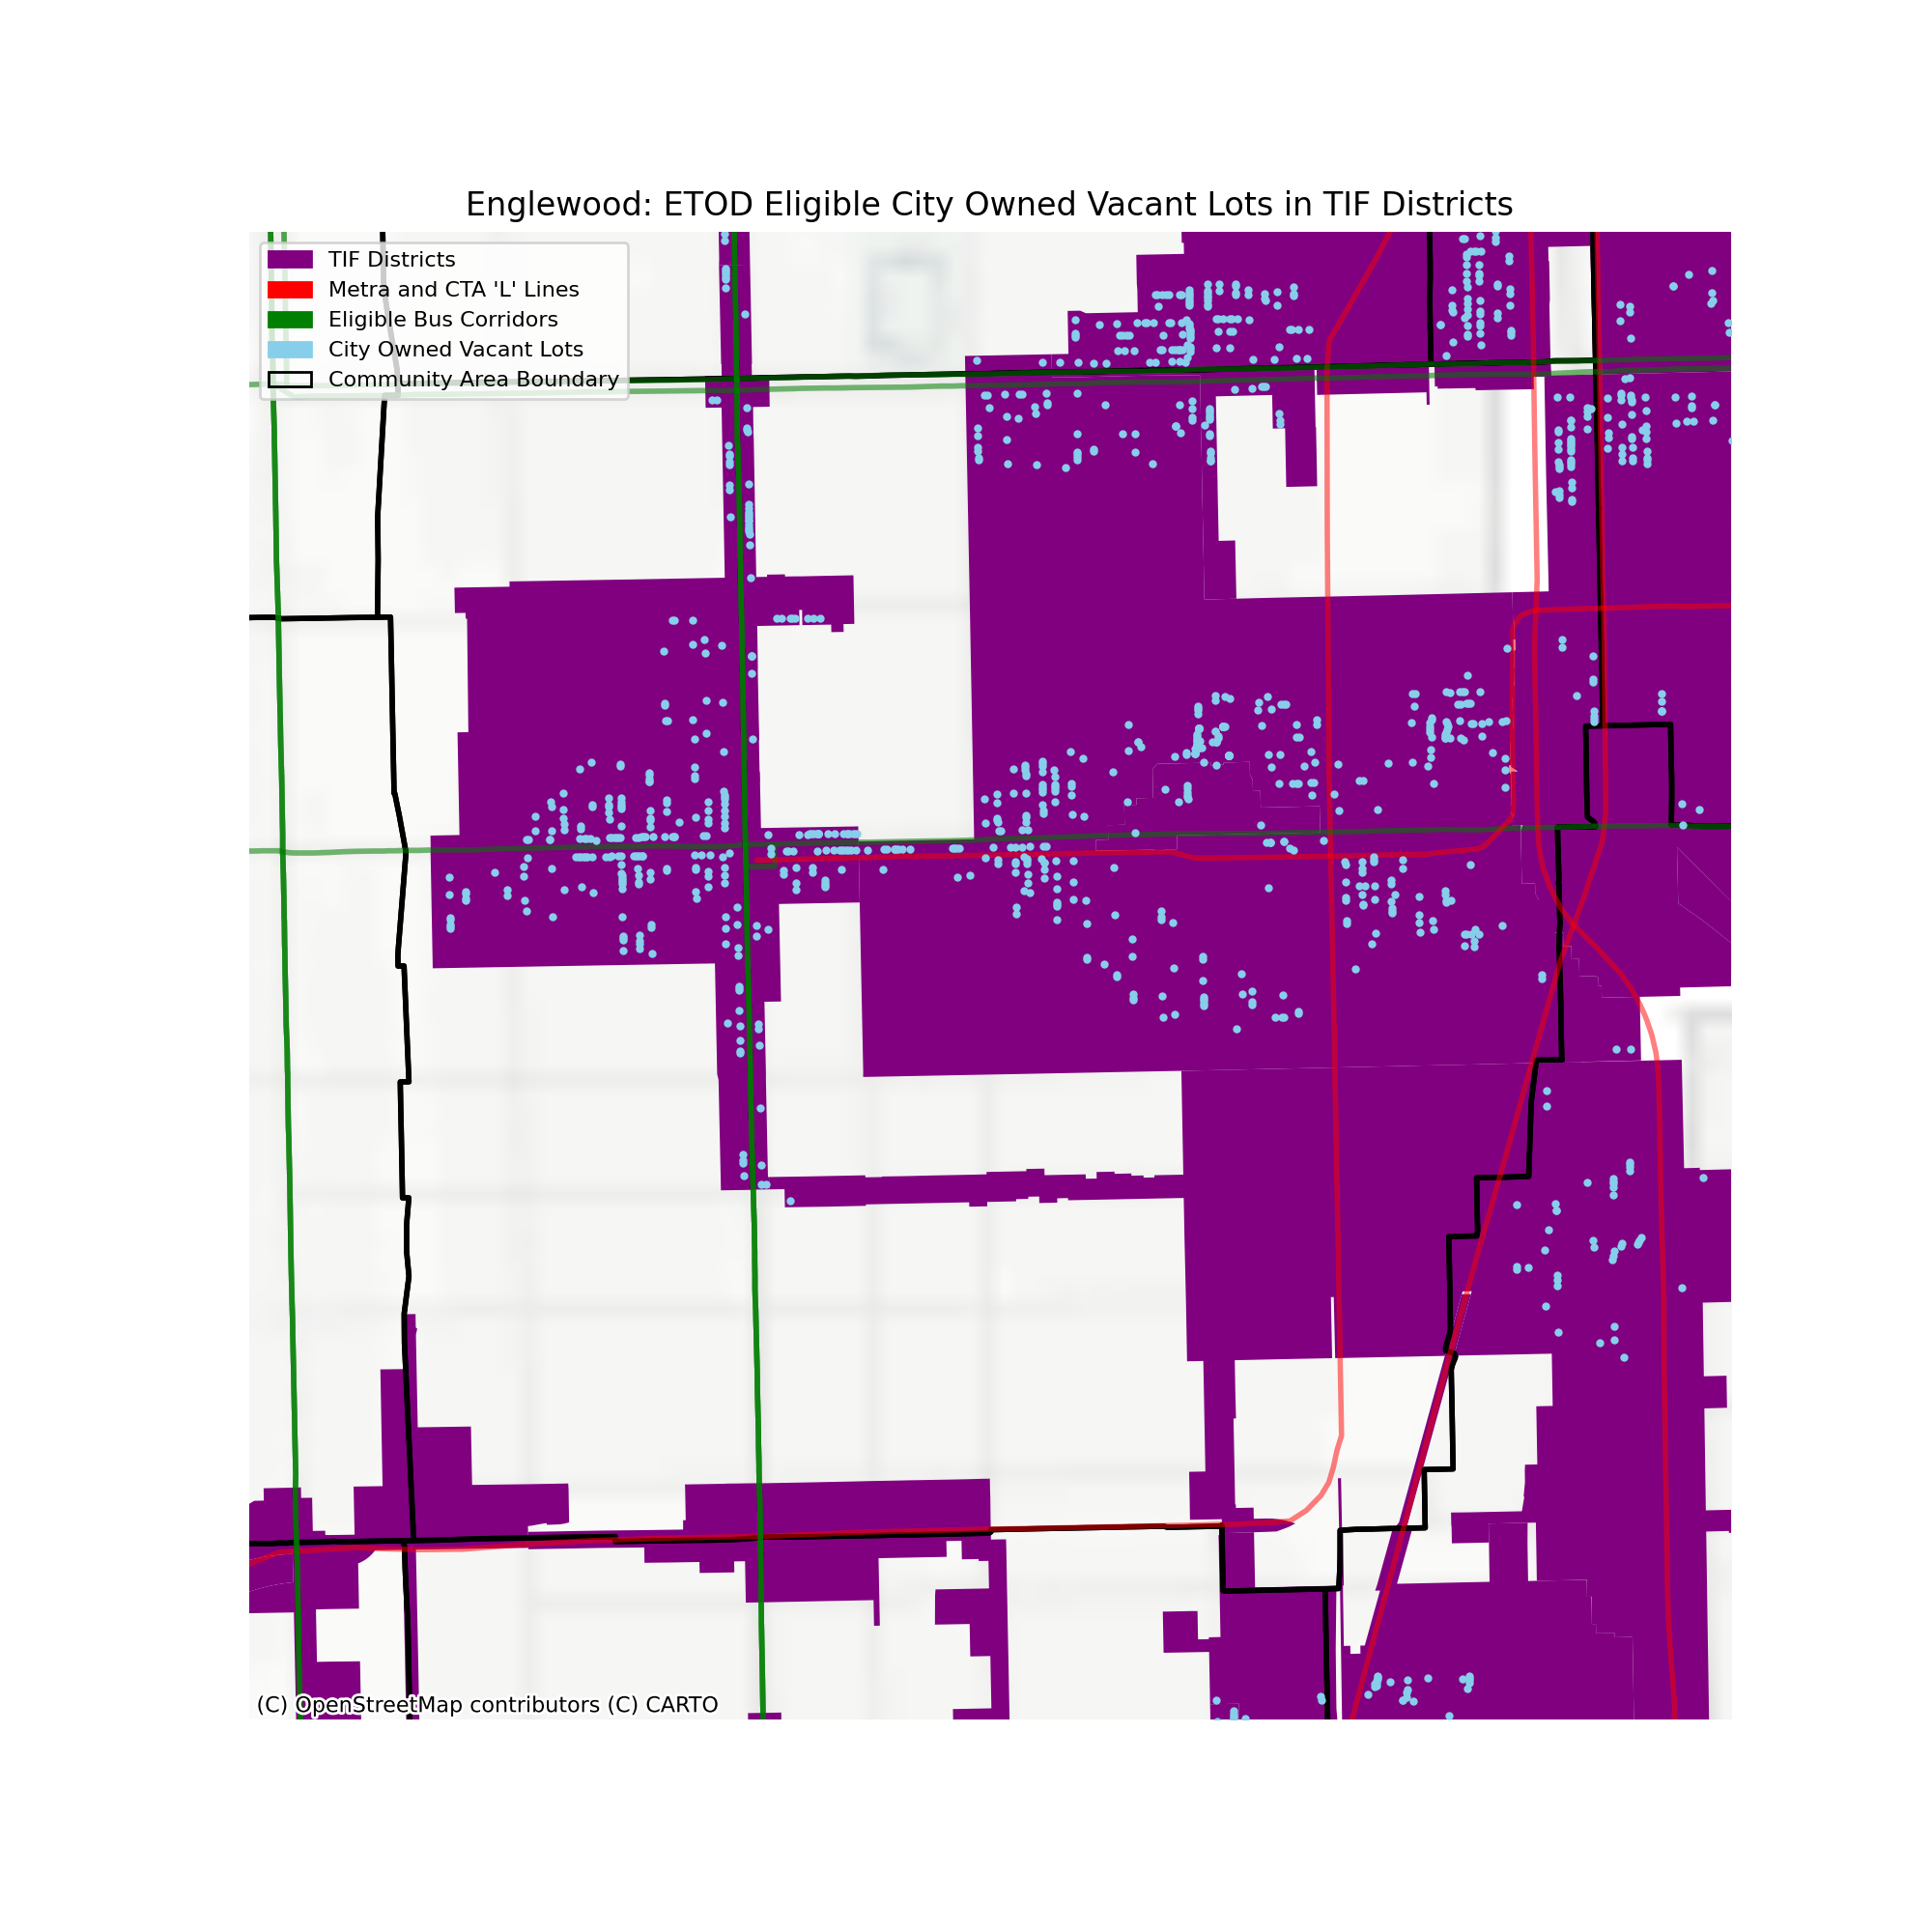 Englewood: ETOD Eligible City Owned Vacant Lots in TIF Districts
TIF Districts
Metra and CTA 'L' Lines
Eligible Bus Corridors
City Owned Vacant Lots
Community Area Boundary
(C) OpenStreetMap contributors (C) CARTO